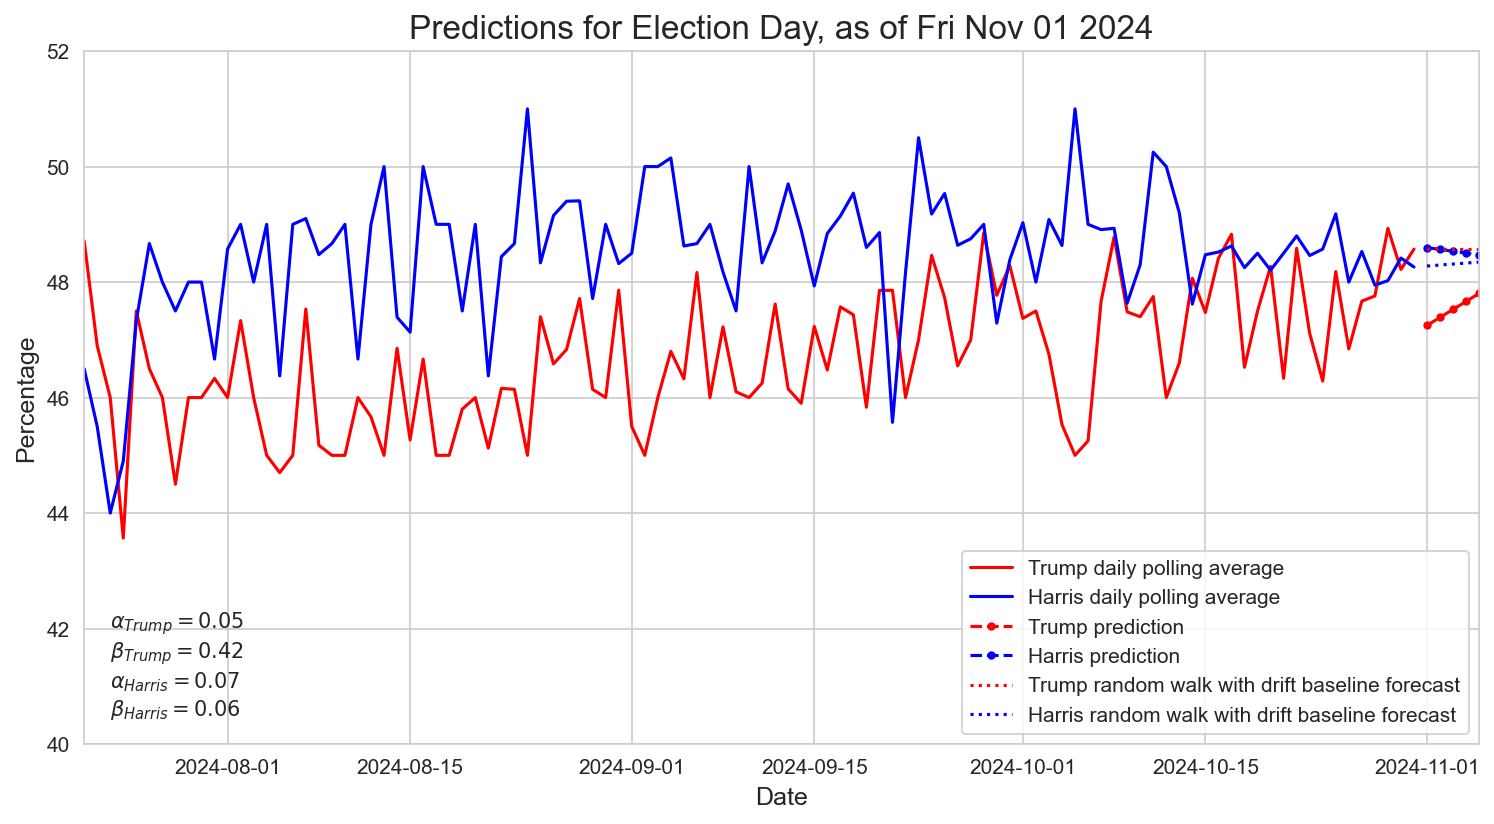 Predictions for Election Day, as of Fri Nov 01 2024
52
50
48
46
44
42
40
Percentage
α_Trump = 0.05
β_Trump = 0.42
α_Harris = 0.07
β_Harris = 0.06
Trump daily polling average
Harris daily polling average
Trump prediction
Harris prediction
Trump random walk with drift baseline forecast
Harris random walk with drift baseline forecast
2024-08-01 2024-08-15 2024-09-01 2024-09-15 2024-10-01 2024-10-15 2024-11-01
Date